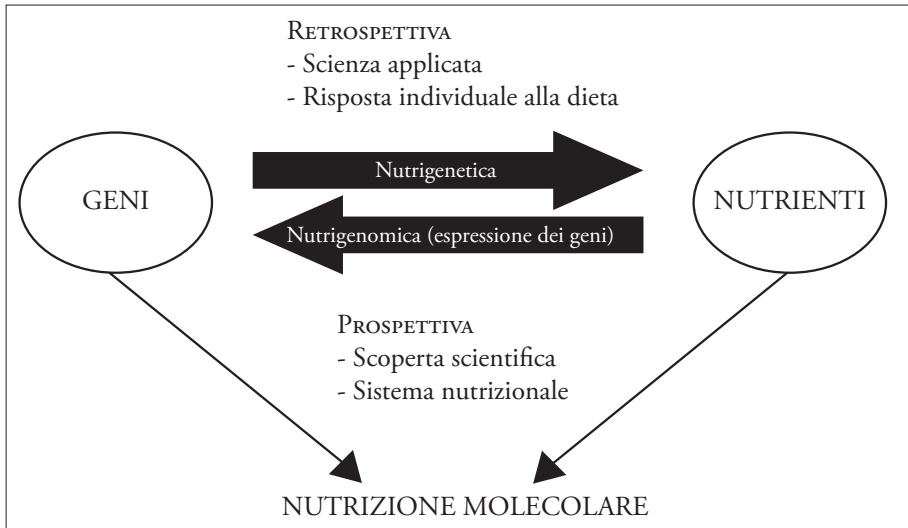 RETROSPETTIVA
- Scienza applicata
- Risposta individuale alla dieta
Nutrigenetica
GENI
NUTRIENTI
Nutrigenomica (espressione dei geni)
PROSPETTIVA
- Scoperta scientifica
- Sistema nutrizionale
NUTRIZIONE MOLECOLARE